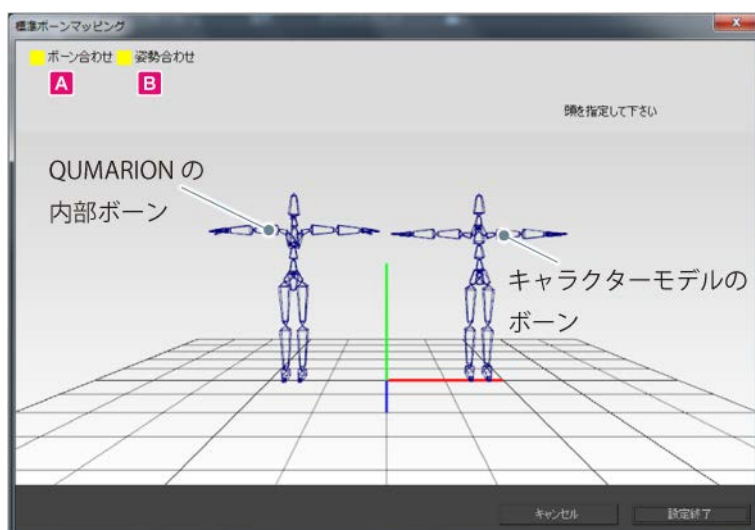 標準ボーンマッピング
ボーン合わせ 姿勢合わせ
A B
頭を指定して下さい
QUMARION の
内部ボーン
キャラクターモデルの
ボーン
キャンセル 設定終了